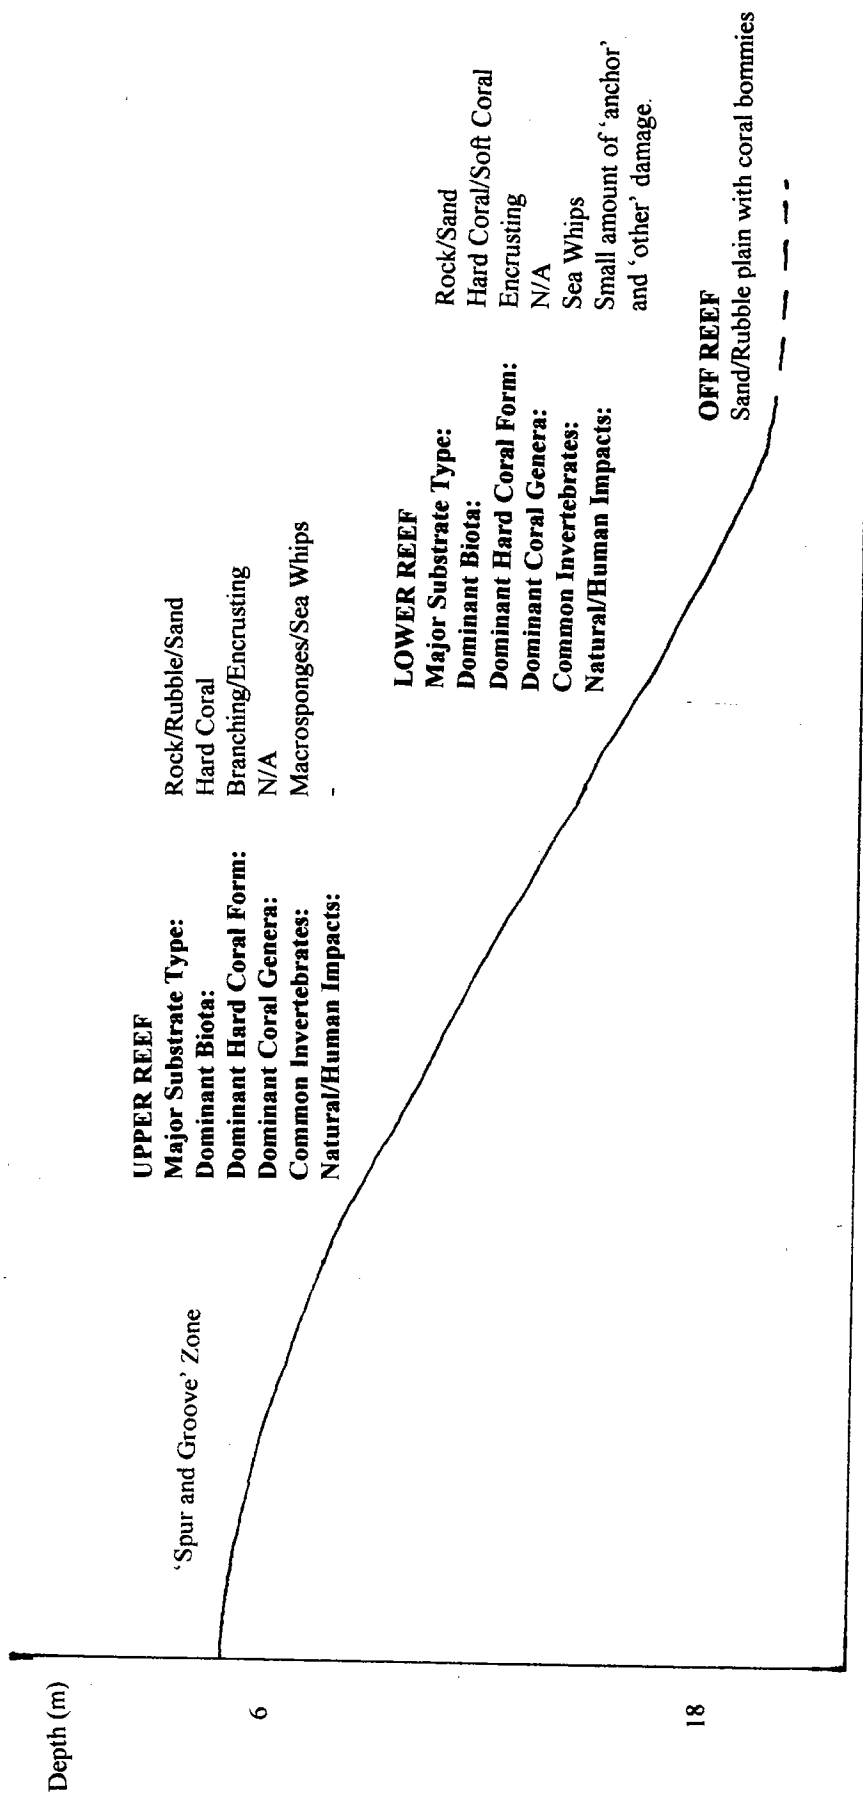 Depth (m)
6
18
‘Spur and Groove’ Zone
UPPER REEF
Major Substrate Type: Rock/Rubble/Sand
Dominant Biota: Hard Coral
Dominant Hard Coral Form: Branching/Encrusting
Dominant Coral Genera: N/A
Common Invertebrates: Macrosponges/Sea Whips
Natural/Human Impacts: -
LOWER REEF
Major Substrate Type: Rock/Sand
Dominant Biota: Hard Coral/Soft Coral
Dominant Hard Coral Form: Encrusting
Dominant Coral Genera: N/A
Common Invertebrates: Sea Whips
Natural/Human Impacts: Small amount of ‘anchor’
and ‘other’ damage.
OFF REEF
Sand/Rubble plain with coral bommies